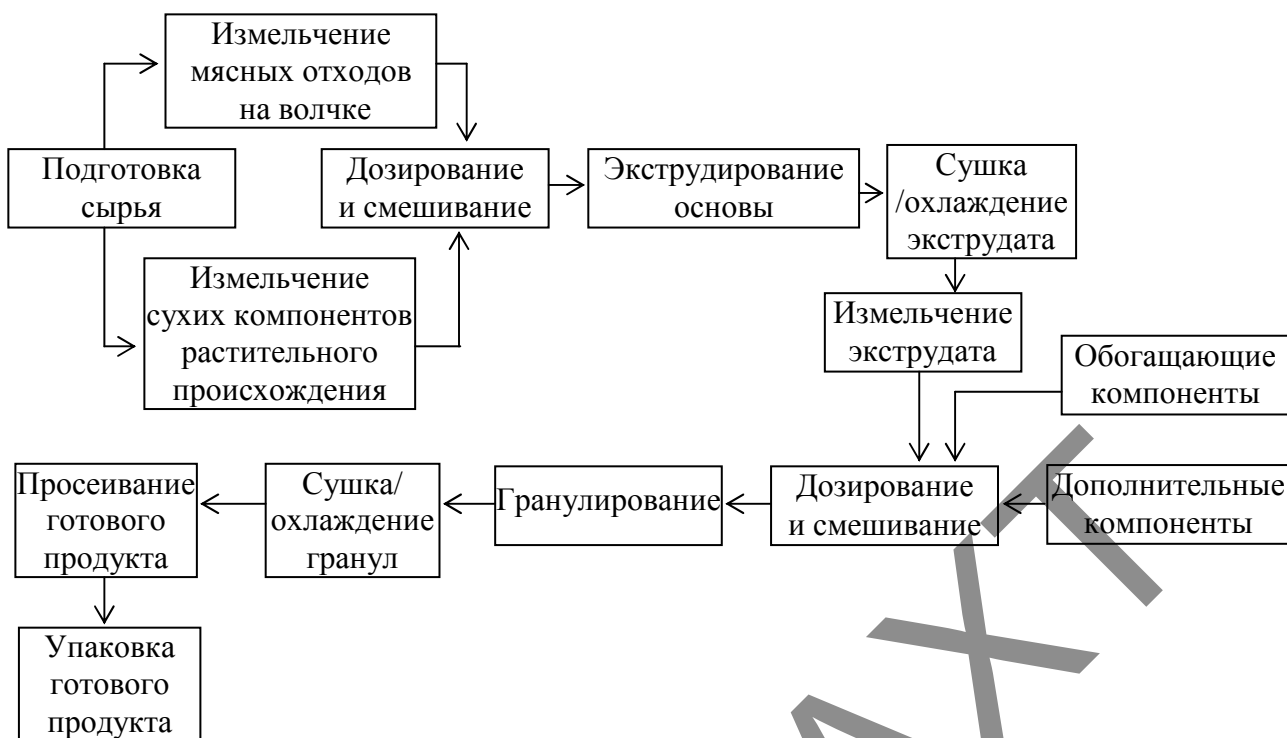 Измельчение
мясных отходов
на волчке
Подготовка
сырья
Измельчение
сухих компонентов
растительного
происхождения
Дозирование
и смешивание
Экструдирование
основы
Сушка
/охлаждение
экструдата
Измельчение
экструдата
Обогащающие
компоненты
Дополнительные
компоненты
Дозирование
и смешивание
Гранулирование
Сушка/
охлаждение
гранул
Просеивание
готового
продукта
Упаковка
готового
продукта